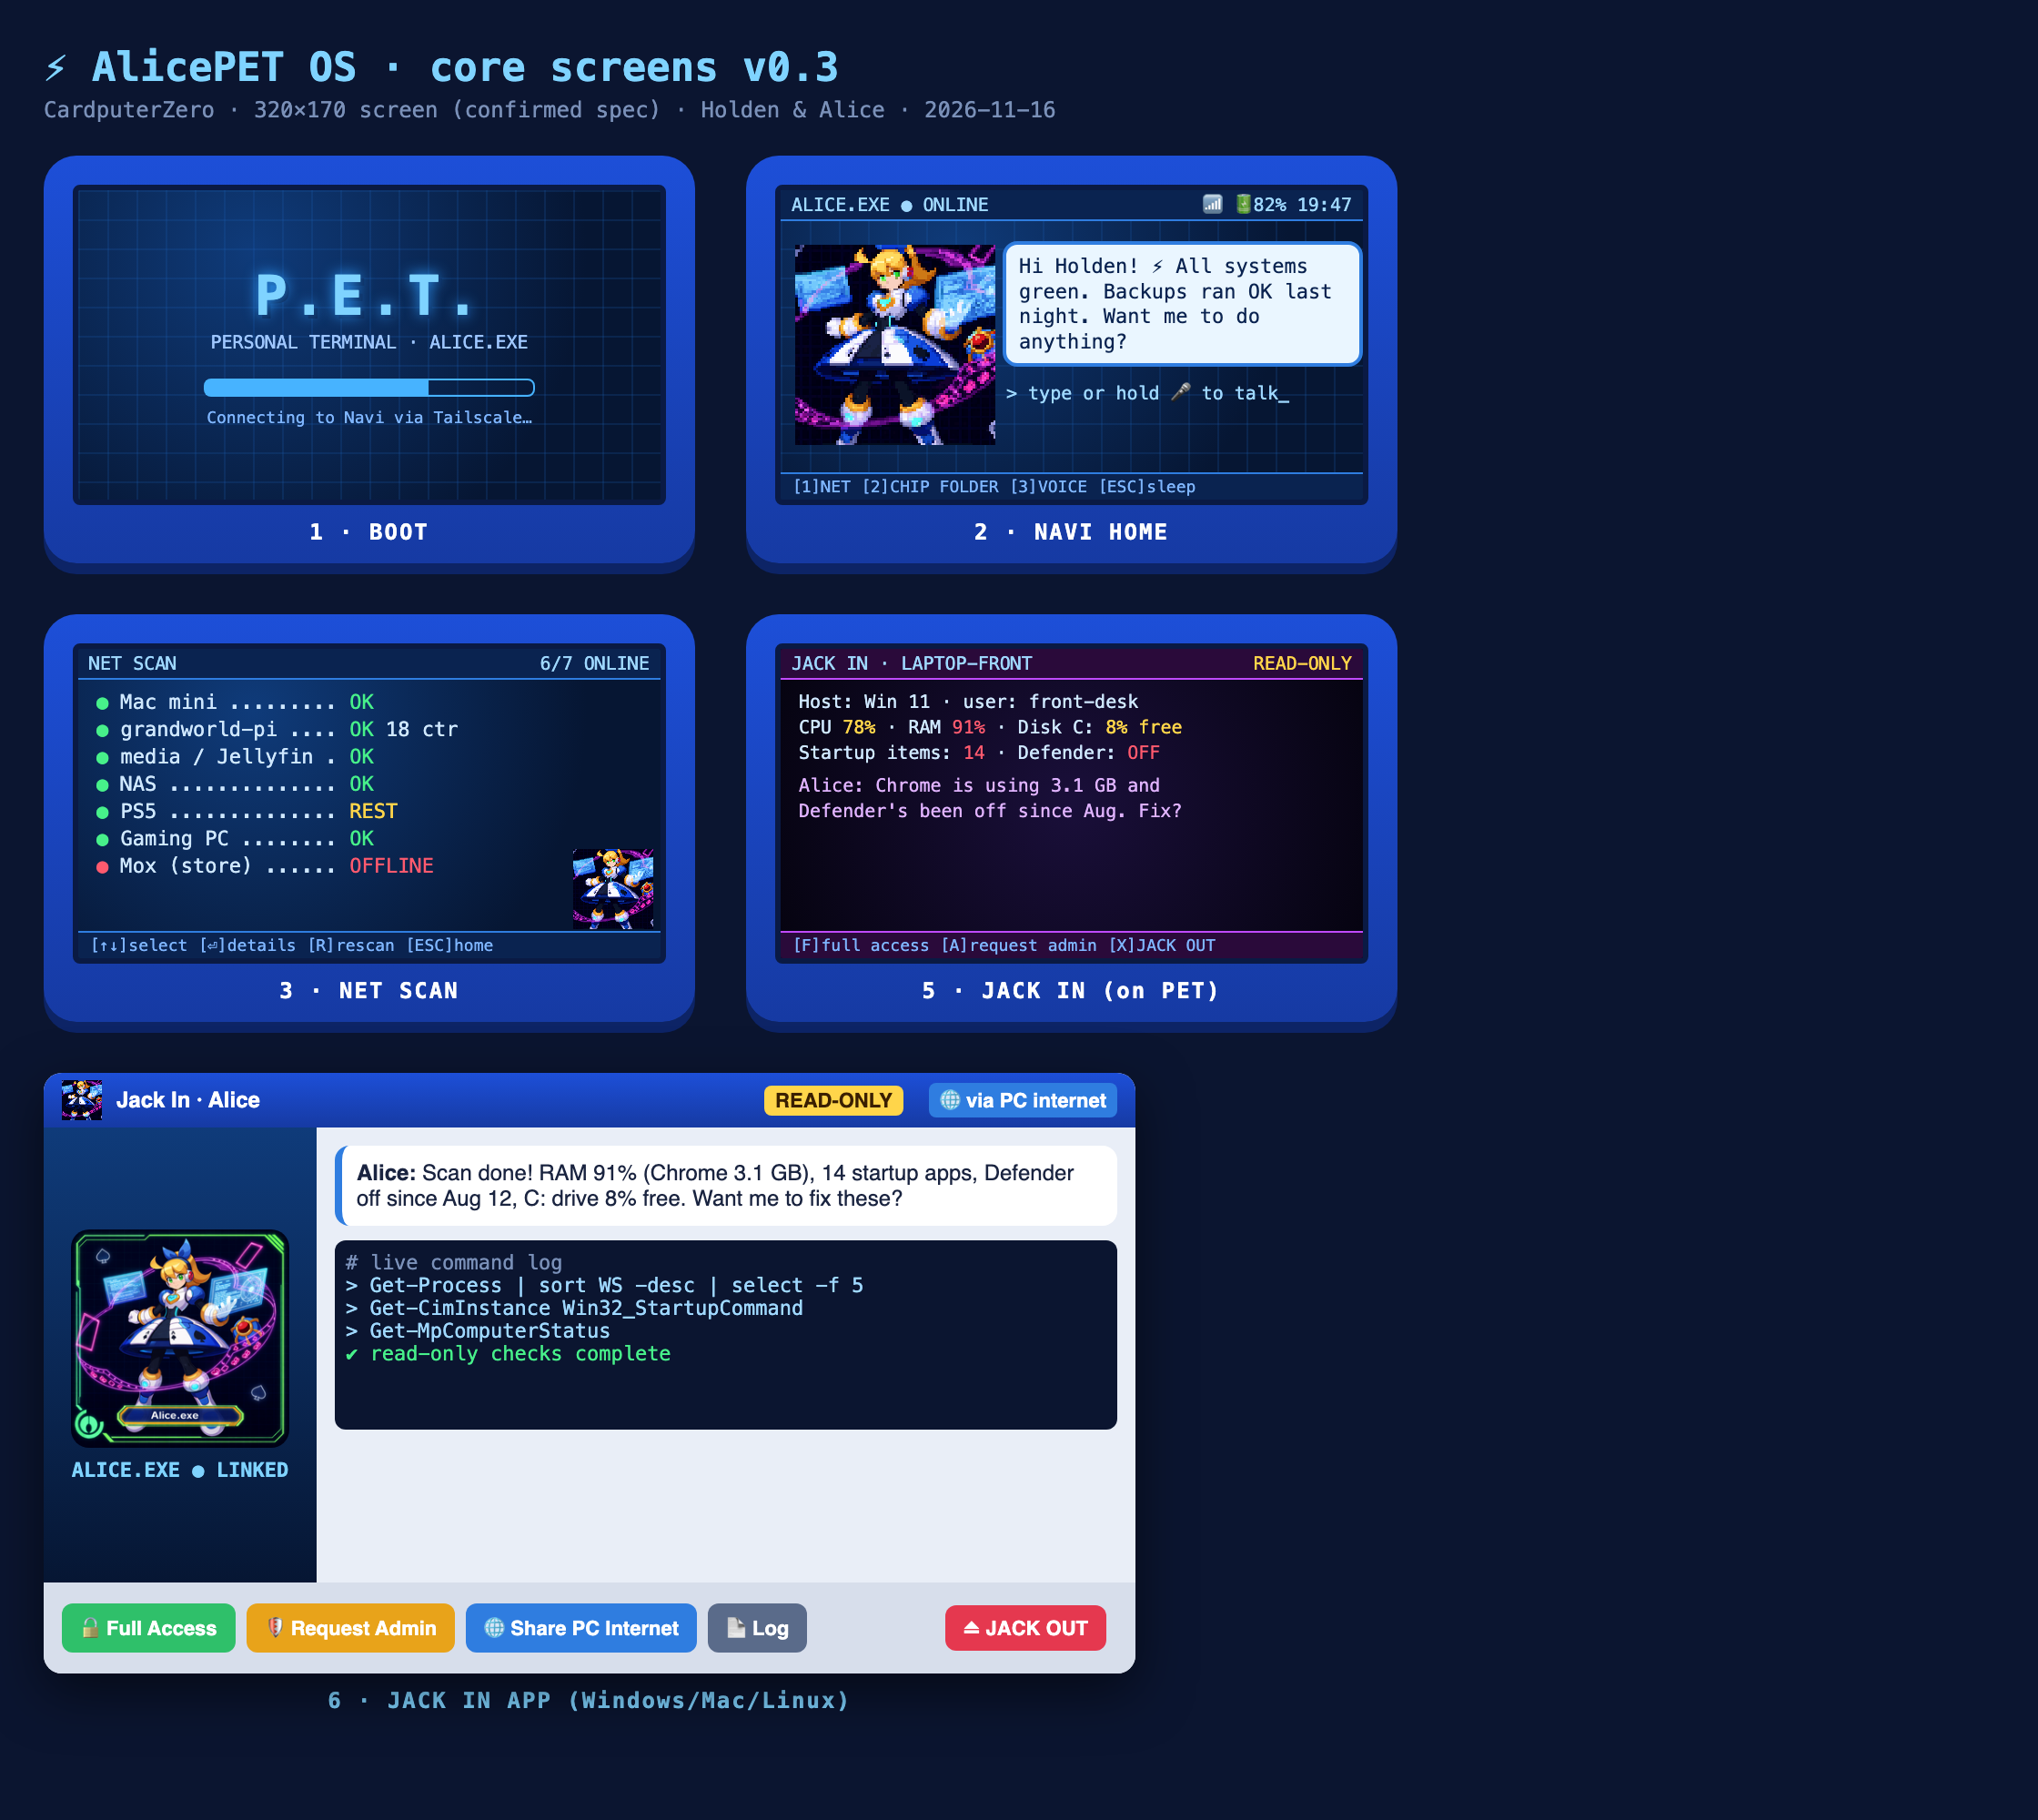 ⚡ AlicePET OS · core screens v0.3
CardputerZero · 320×170 screen (confirmed spec) · Holden & Alice · 2026-11-16
P.E.T.
PERSONAL TERMINAL · ALICE.EXE
Connecting to Navi via Tailscale…
1 · BOOT
ALICE.EXE ● ONLINE 📶 🔋82% 19:47
Hi Holden! ⚡ All systems
green. Backups ran OK last
night. Want me to do
anything?
> type or hold 🎤 to talk_
[1]NET [2]CHIP FOLDER [3]VOICE [ESC]sleep
2 · NAVI HOME
NET SCAN 6/7 ONLINE
● Mac mini ......... OK
● grandworld-pi .... OK 18 ctr
● media / Jellyfin . OK
● NAS .............. OK
● PS5 .............. REST
● Gaming PC ........ OK
● Mox (store) ...... OFFLINE
[↑↓]select [⏎]details [R]rescan [ESC]home
3 · NET SCAN
JACK IN · LAPTOP-FRONT READ-ONLY
Host: Win 11 · user: front-desk
CPU 78% · RAM 91% · Disk C: 8% free
Startup items: 14 · Defender: OFF
Alice: Chrome is using 3.1 GB and
Defender's been off since Aug. Fix?
[F]full access [A]request admin [X]JACK OUT
5 · JACK IN (on PET)
Jack In · Alice READ-ONLY 🌐 via PC internet
Alice.exe
ALICE.EXE ● LINKED
Alice: Scan done! RAM 91% (Chrome 3.1 GB), 14 startup apps, Defender
off since Aug 12, C: drive 8% free. Want me to fix these?
# live command log
> Get-Process | sort WS -desc | select -f 5
> Get-CimInstance Win32_StartupCommand
> Get-MpComputerStatus
✔ read-only checks complete
🔓 Full Access 🛡 Request Admin 🌐 Share PC Internet 📄 Log ⏏ JACK OUT
6 · JACK IN APP (Windows/Mac/Linux)